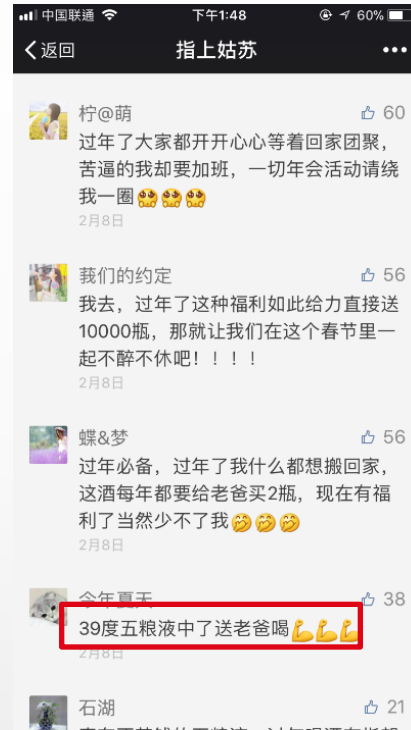 中国联通 下午1:48 60%
返回 指上姑苏
柠@萌 60
过年了大家都开开心心等着回家团聚，
苦逼的我却要加班，一切年会活动请绕
我一圈
2月8日
莪们的约定 56
我去，过年了这种福利如此给力直接送
10000瓶，那就让我们在这个春节里一
起不醉不休吧！！！！
2月8日
蝶&梦 56
过年必备，过年了我什么都想搬回家，
这酒每年都要给老爸买2瓶，现在有福
利了当然少不了我
2月8日
今年夏天 38
39度五粮液中了送老爸喝
2月8日
石湖 21